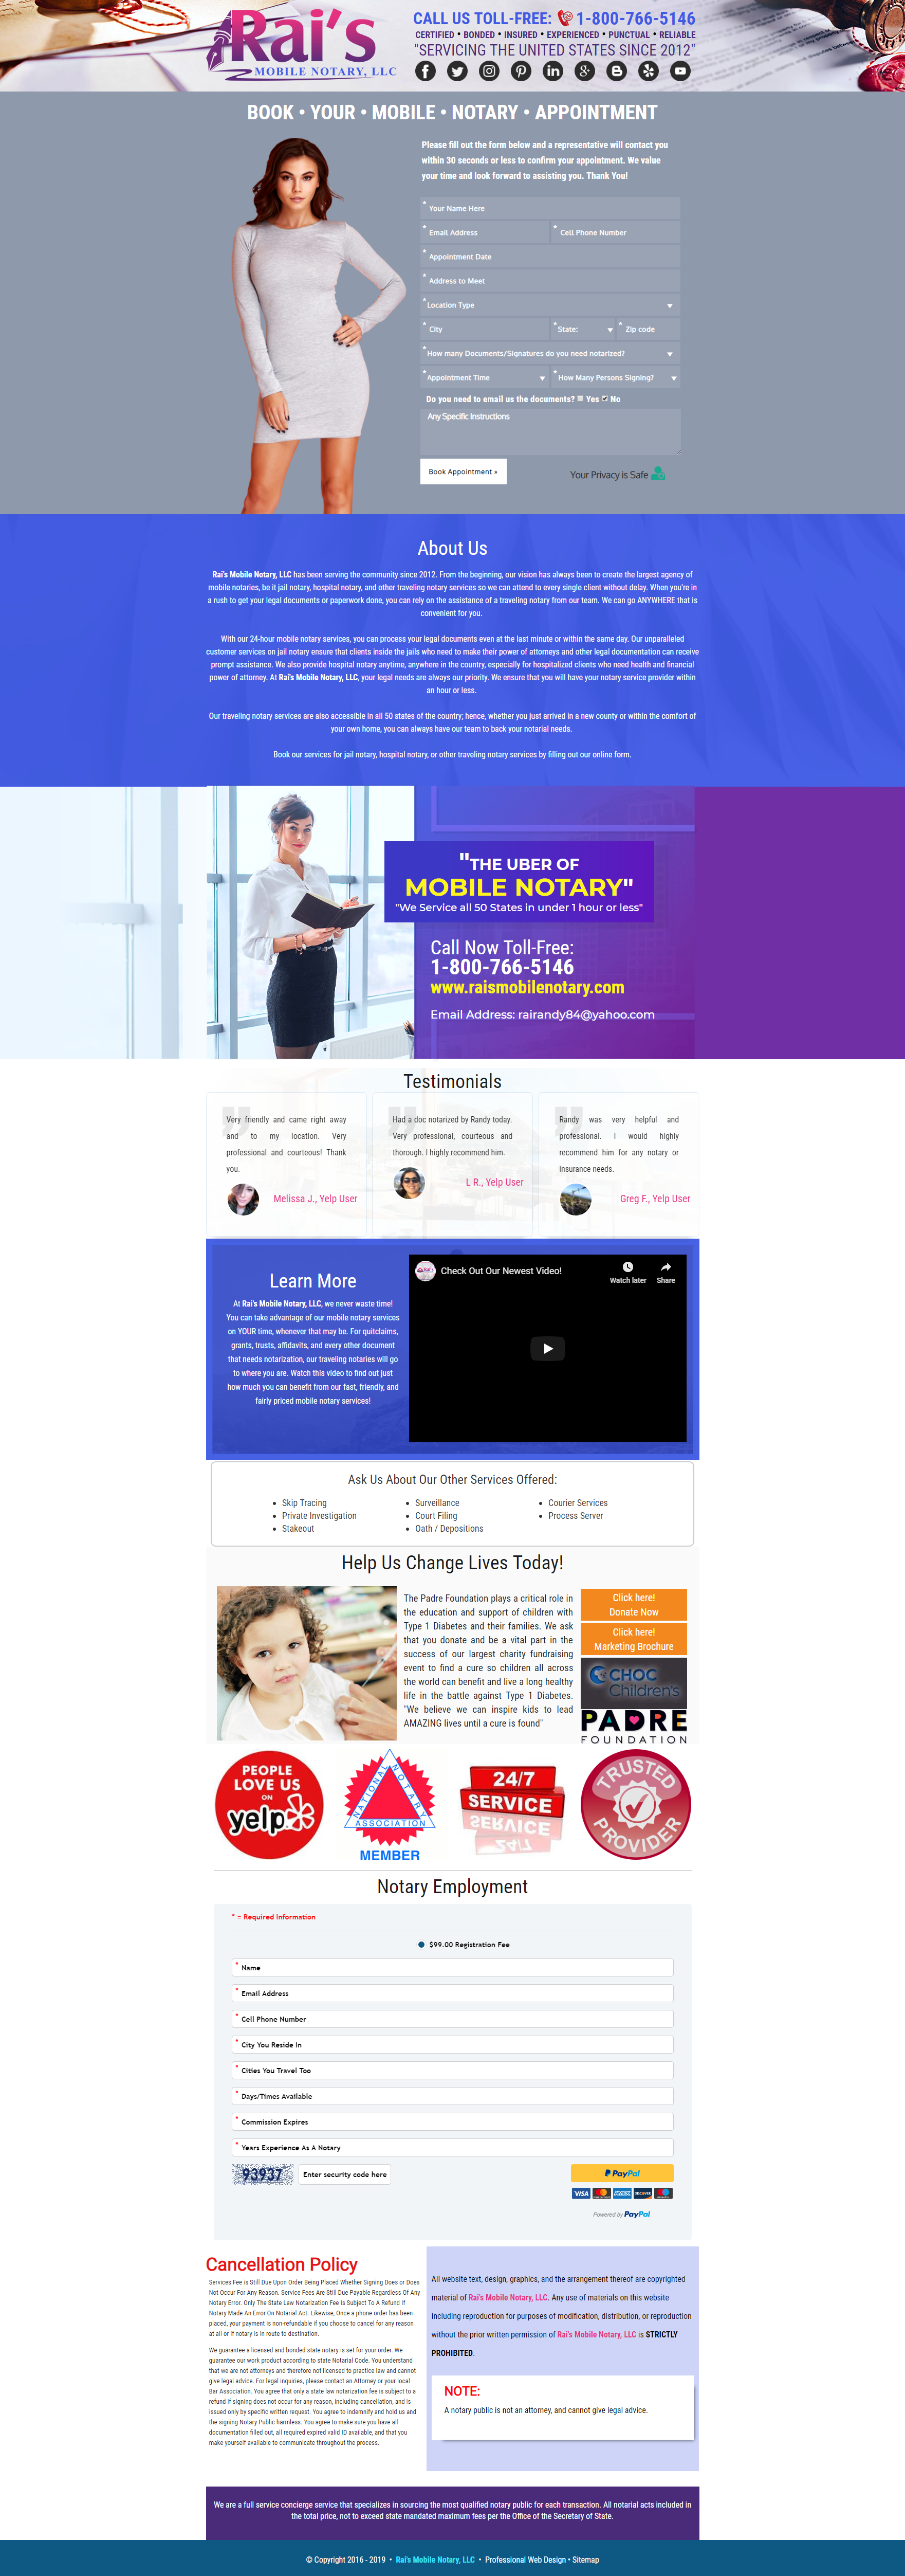 Rai's
MOBILE NOTARY, LLC
CALL US TOLL-FREE: 1-800-766-5146
CERTIFIED • BONDED • INSURED • EXPERIENCED • PUNCTUAL • RELIABLE
"SERVICING THE UNITED STATES SINCE 2012"
BOOK • YOUR • MOBILE • NOTARY • APPOINTMENT
Please fill out the form below and a representative will contact you
within 30 seconds or less to confirm your appointment. We value
your time and look forward to assisting you. Thank You!
* Your Name Here
* Email Address * Cell Phone Number
* Appointment Date
* Address to Meet
* Location Type
* City * State: * Zip code
* How many Documents/Signatures do you need notarized?
* Appointment Time * How Many Persons Signing?
Do you need to email us the documents? Yes No
Any Specific Instructions
Book Appointment »
Your Privacy is Safe
About Us
Rai's Mobile Notary, LLC has been serving the community since 2012. From the beginning, our vision has always been to create the largest agency of
mobile notaries, be it jail notary, hospital notary, and other traveling notary services so we can attend to every single client without delay. When you're in
a rush to get your legal documents or paperwork done, you can rely on the assistance of a traveling notary from our team. We can go ANYWHERE that is
convenient for you.
With our 24-hour mobile notary services, you can process your legal documents even at the last minute or within the same day. Our unparalleled
customer services on jail notary ensure that clients inside the jails who need to make their power of attorneys and other legal documentation can receive
prompt assistance. We also provide hospital notary anytime, anywhere in the country, especially for hospitalized clients who need health and financial
power of attorney. At Rai's Mobile Notary, LLC, your legal needs are always our priority. We ensure that you will have your notary service provider within
an hour or less.
Our traveling notary services are also accessible in all 50 states of the country; hence, whether you just arrived in a new county or within the comfort of
your own home, you can always have our team to back your notarial needs.
Book our services for jail notary, hospital notary, or other traveling notary services by filling out our online form.
"THE UBER OF
MOBILE NOTARY"
"We Service all 50 States in under 1 hour or less"
Call Now Toll-Free:
1-800-766-5146
www.raismobilenotary.com
Email Address: rairandy84@yahoo.com
Testimonials
Very friendly and came right away
and to my location. Very
professional and courteous! Thank
you.
Melissa J., Yelp User
Had a doc notarized by Randy today.
Very professional, courteous and
thorough. I highly recommend him.
L R., Yelp User
Randy was very helpful and
professional. I would highly
recommend him for any notary or
insurance needs.
Greg F., Yelp User
Learn More
At Rai's Mobile Notary, LLC, we never waste time!
You can take advantage of our mobile notary services
on YOUR time, whenever that may be. For quitclaims,
grants, trusts, affidavits, and every other document
that needs notarization, our traveling notaries will go
to where you are. Watch this video to find out just
how much you can benefit from our fast, friendly, and
fairly priced mobile notary services!
Check Out Our Newest Video!
Watch later Share
Ask Us About Our Other Services Offered:
• Skip Tracing
• Private Investigation
• Stakeout
• Surveillance
• Court Filing
• Oath / Depositions
• Courier Services
• Process Server
Help Us Change Lives Today!
The Padre Foundation plays a critical role in
the education and support of children with
Type 1 Diabetes and their families. We ask
that you donate and be a vital part in the
success of our largest charity fundraising
event to find a cure so children all across
the world can benefit and live a long healthy
life in the battle against Type 1 Diabetes.
"We believe we can inspire kids to lead
AMAZING lives until a cure is found"
Click here!
Donate Now
Click here!
Marketing Brochure
CHOC
Children's
PADRE
FOUNDATION
PEOPLE
LOVE US
ON
yelp
NATIONAL NOTARY
ASSOCIATION
MEMBER
24/7
SERVICE
TRUSTED
PROVIDER
Notary Employment
* = Required Information
$99.00 Registration Fee
* Name
* Email Address
* Cell Phone Number
* City You Reside In
* Cities You Travel Too
* Days/Times Available
* Commission Expires
* Years Experience As A Notary
93937 Enter security code here
PayPal
VISA
Powered by PayPal
Cancellation Policy
Services Fee is Still Due Upon Order Being Placed Whether Signing Does or Does
Not Occur For Any Reason. Service Fees Are Still Due Payable Regardless Of Any
Notary Error. Only The State Law Notarization Fee Is Subject To A Refund If
Notary Made An Error On Notarial Act. Likewise, Once a phone order has been
placed, your payment is non-refundable if you choose to cancel for any reason
at all or if notary is in route to destination.
We guarantee a licensed and bonded state notary is set for your order. We
guarantee our work product according to state Notarial Code. You understand
that we are not attorneys and therefore not licensed to practice law and cannot
give legal advice. For legal inquiries, please contact an Attorney or your local
Bar Association. You agree that only a state law notarization fee is subject to a
refund if signing does not occur for any reason, including cancellation, and is
issued only by specific written request. You agree to indemnify and hold us and
the signing Notary Public harmless. You agree to make sure you have all
documentation filled out, all required expired valid ID available, and that you
make yourself available to communicate throughout the process.
All website text, design, graphics, and the arrangement thereof are copyrighted
material of Rai's Mobile Notary, LLC. Any use of materials on this website
including reproduction for purposes of modification, distribution, or reproduction
without the prior written permission of Rai's Mobile Notary, LLC is STRICTLY
PROHIBITED.
NOTE:
A notary public is not an attorney, and cannot give legal advice.
We are a full service concierge service that specializes in sourcing the most qualified notary public for each transaction. All notarial acts included in
the total price, not to exceed state mandated maximum fees per the Office of the Secretary of State.
© Copyright 2016 - 2019 • Rai's Mobile Notary, LLC • Professional Web Design • Sitemap